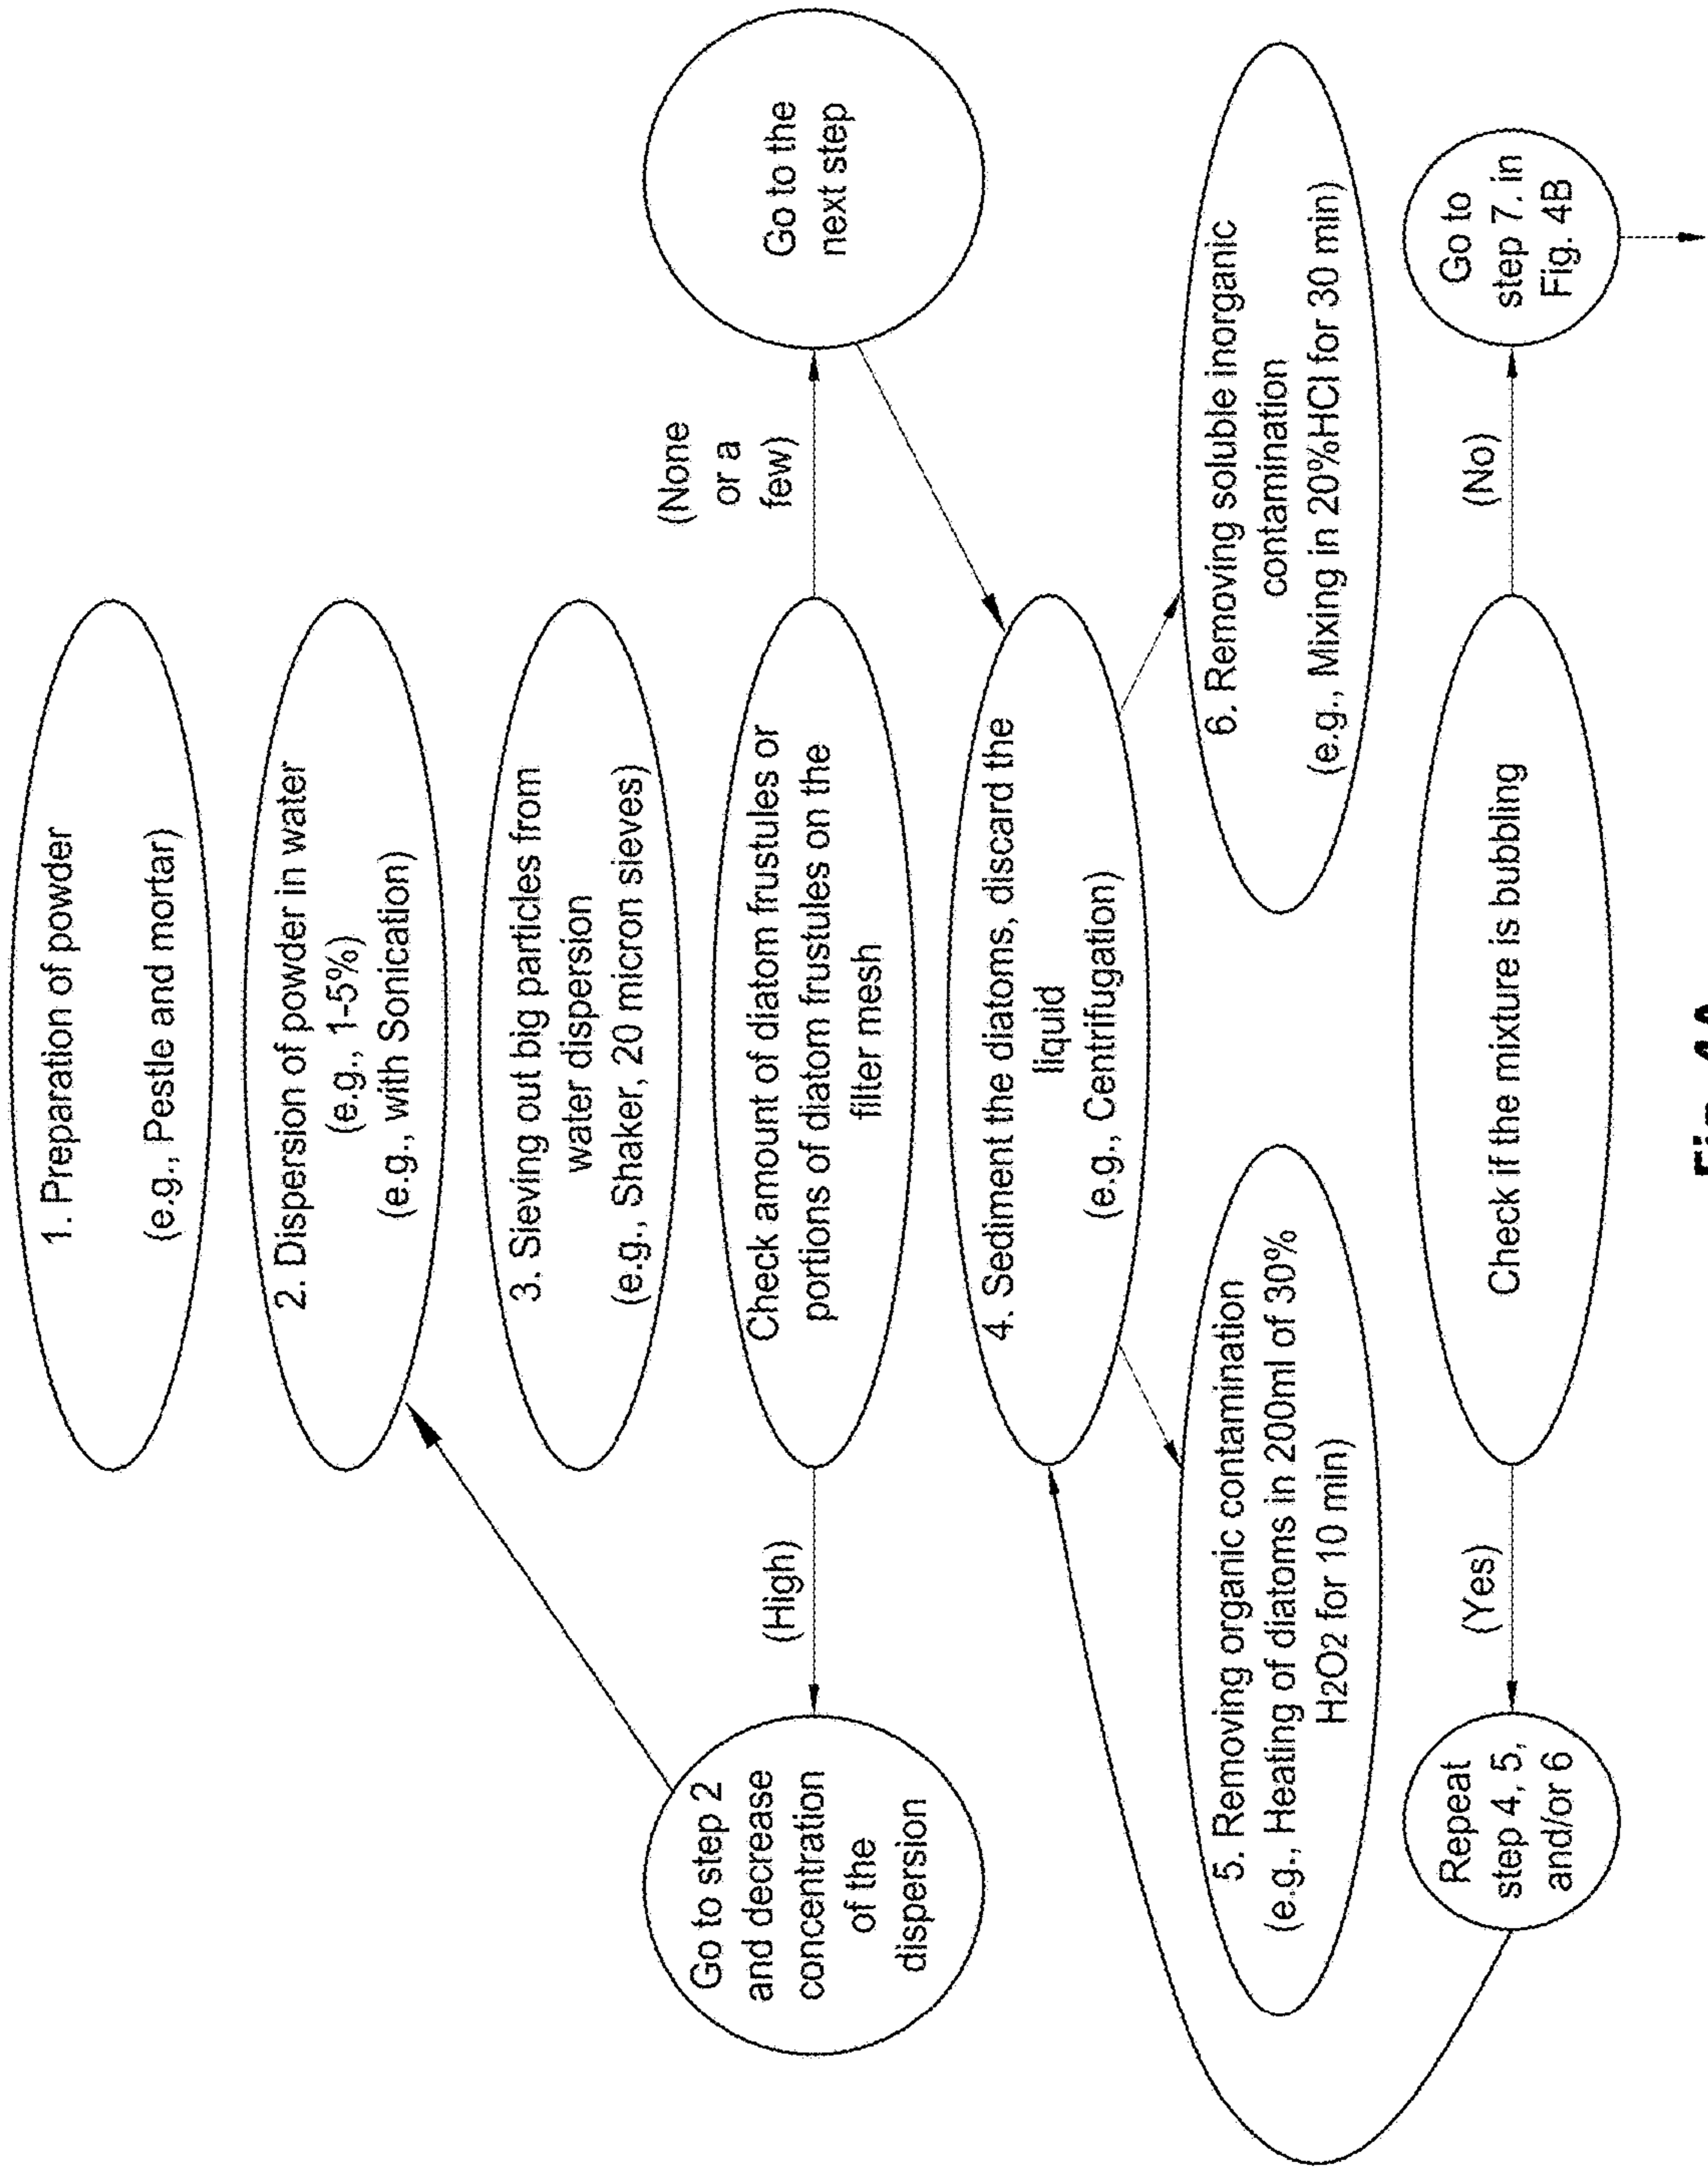 1. Preparation of powder
(e.g., Pestle and mortar)
2. Dispersion of powder in water
(e.g., 1-5%)
(e.g., with Sonication)
3. Sieving out big particles from
water dispersion
(e.g., Shaker, 20 micron sieves)
Go to step 2
and decrease
concentration
of the
dispersion
(High)
Check amount of diatom frustules or
portions of diatom frustules on the
filter mesh
(None
or a
few)
Go to the
next step
4. Sediment the diatoms, discard the
liquid
(e.g., Centrifugation)
5. Removing organic contamination
(e.g., Heating of diatoms in 200ml of 30%
H2O2 for 10 min)
6. Removing soluble inorganic
contamination
(e.g., Mixing in 20%HCl for 30 min)
Repeat
step 4, 5,
and/or 6
(Yes)
Check if the mixture is bubbling
(No)
Go to
step 7. in
Fig. 4B